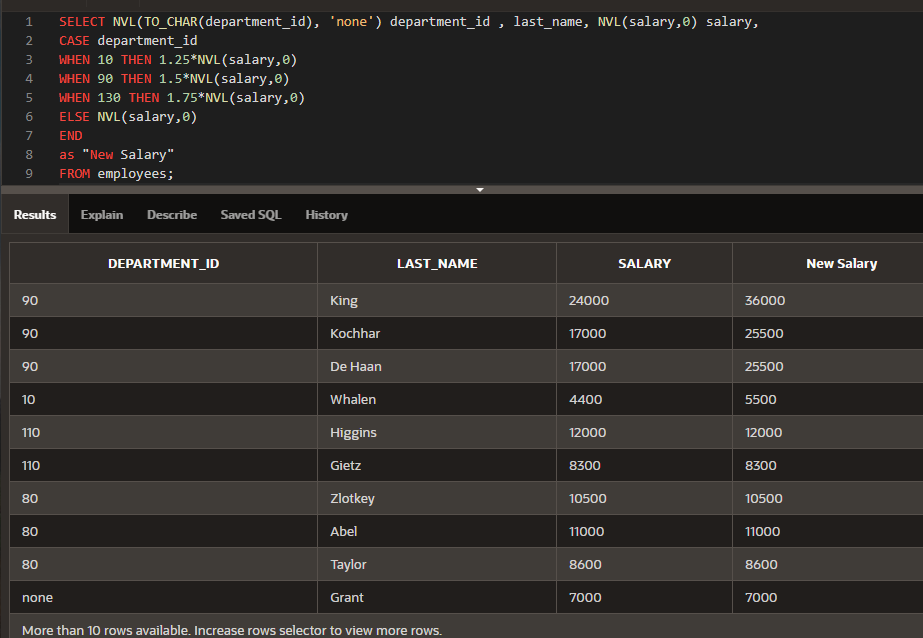 1 SELECT NVL(TO_CHAR(department_id), 'none') department_id , last_name, NVL(salary,0) salary,
2 CASE department_id
3 WHEN 10 THEN 1.25*NVL(salary,0)
4 WHEN 90 THEN 1.5*NVL(salary,0)
5 WHEN 130 THEN 1.75*NVL(salary,0)
6 ELSE NVL(salary,0)
7 END
8 as "New Salary"
9 FROM employees;
Results Explain Describe Saved SQL History
DEPARTMENT_ID LAST_NAME SALARY New Salary
90 King 24000 36000
90 Kochhar 17000 25500
90 De Haan 17000 25500
10 Whalen 4400 5500
110 Higgins 12000 12000
110 Gietz 8300 8300
80 Zlotkey 10500 10500
80 Abel 11000 11000
80 Taylor 8600 8600
none Grant 7000 7000
More than 10 rows available. Increase rows selector to view more rows.